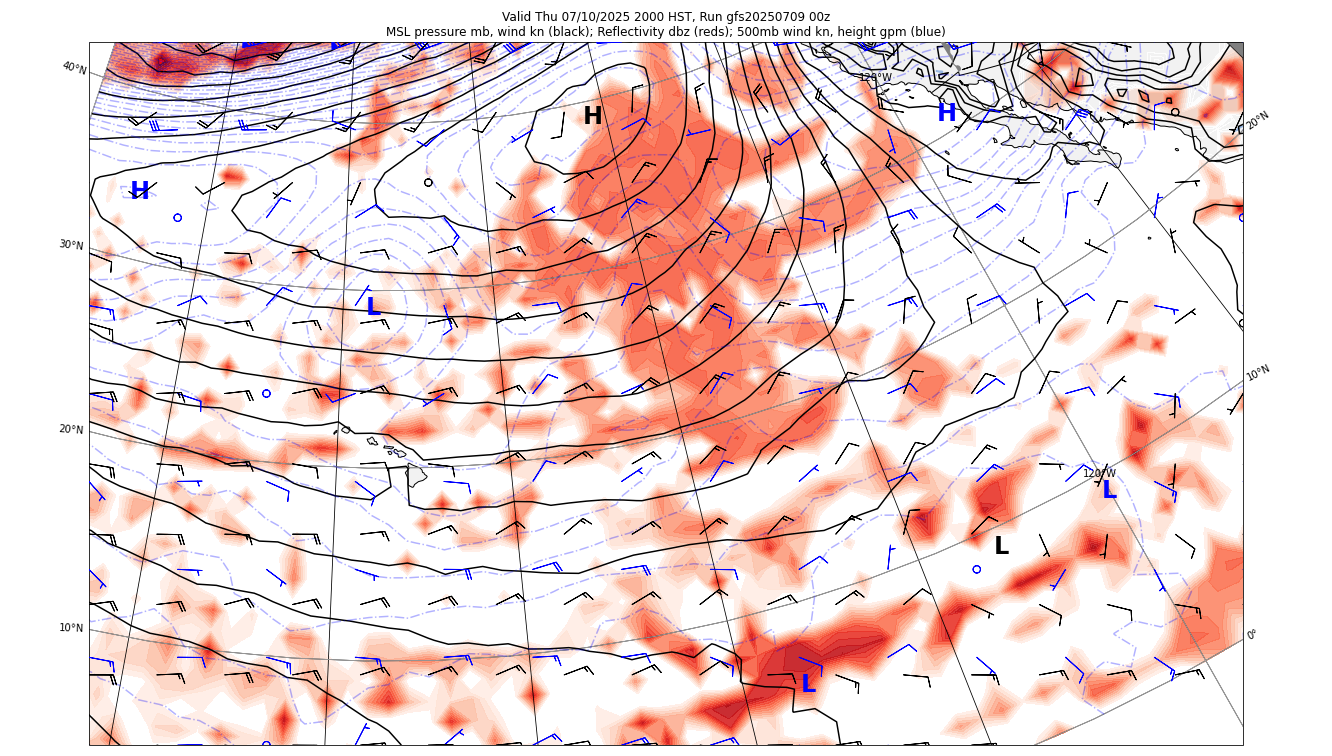 Valid Thu 07/10/2025 2000 HST, Run gfs20250709 00z
MSL pressure mb, wind kn (black); Reflectivity dbz (reds); 500mb wind kn, height gpm (blue)
40°N
120°W
H
H
20°N
H
30°N
L
10°N
20°N
120°W
L
L
10°N
0°
L